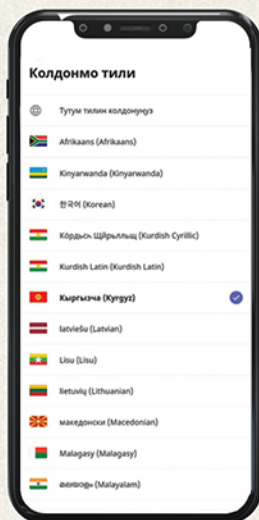 Колдонмо тили
Тутум тилин колдонуңуз
Afrikaans (Afrikaans)
Kinyarwanda (Kinyarwanda)
한국어 (Korean)
(Kurdish Cyrillic)
Kurdish Latin (Kurdish Latin)
Кыргызча (Kyrgyz)
latviešu (Latvian)
Lisu (Lisu)
lietuvių (Lithuanian)
македонски (Macedonian)
Malagasy (Malagasy)
മലയാളം (Malayalam)